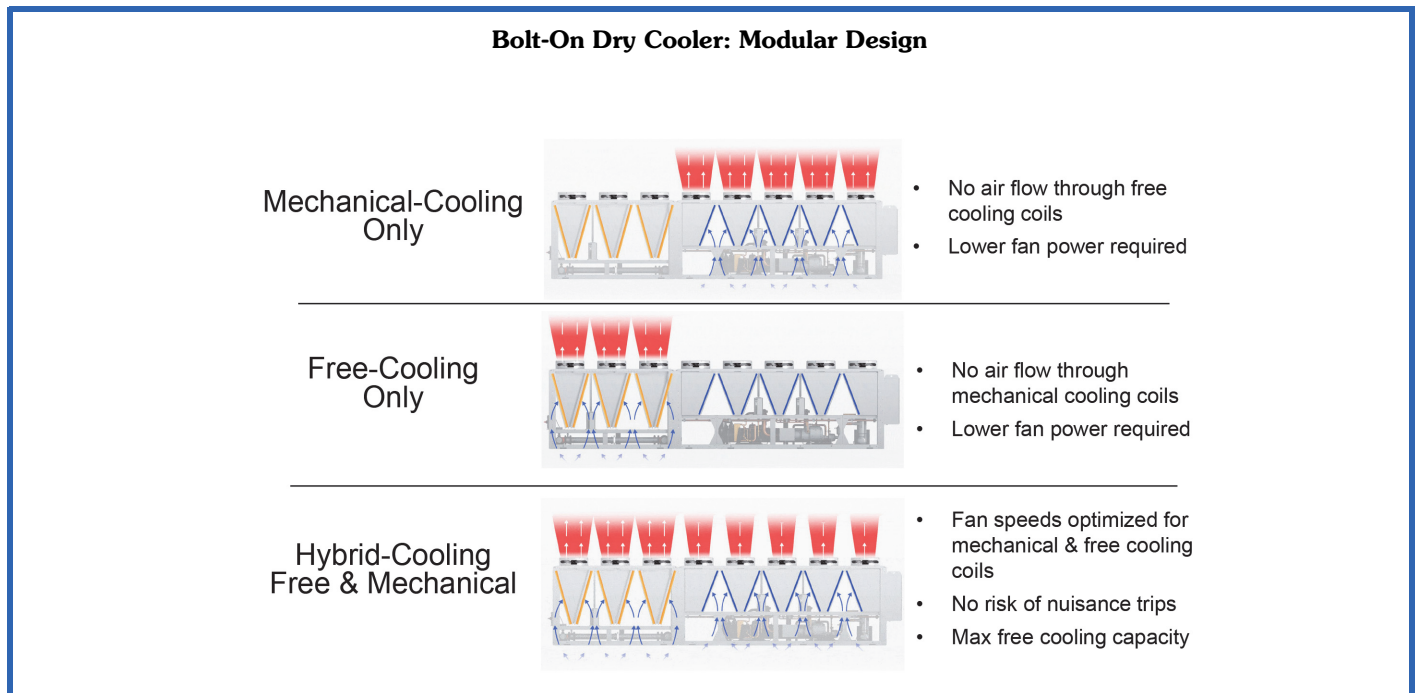 Bolt-On Dry Cooler: Modular Design
Mechanical-Cooling
Only
• No air flow through free
cooling coils
• Lower fan power required
Free-Cooling
Only
• No air flow through
mechanical cooling coils
• Lower fan power required
Hybrid-Cooling
Free & Mechanical
• Fan speeds optimized for
mechanical & free cooling
coils
• No risk of nuisance trips
• Max free cooling capacity